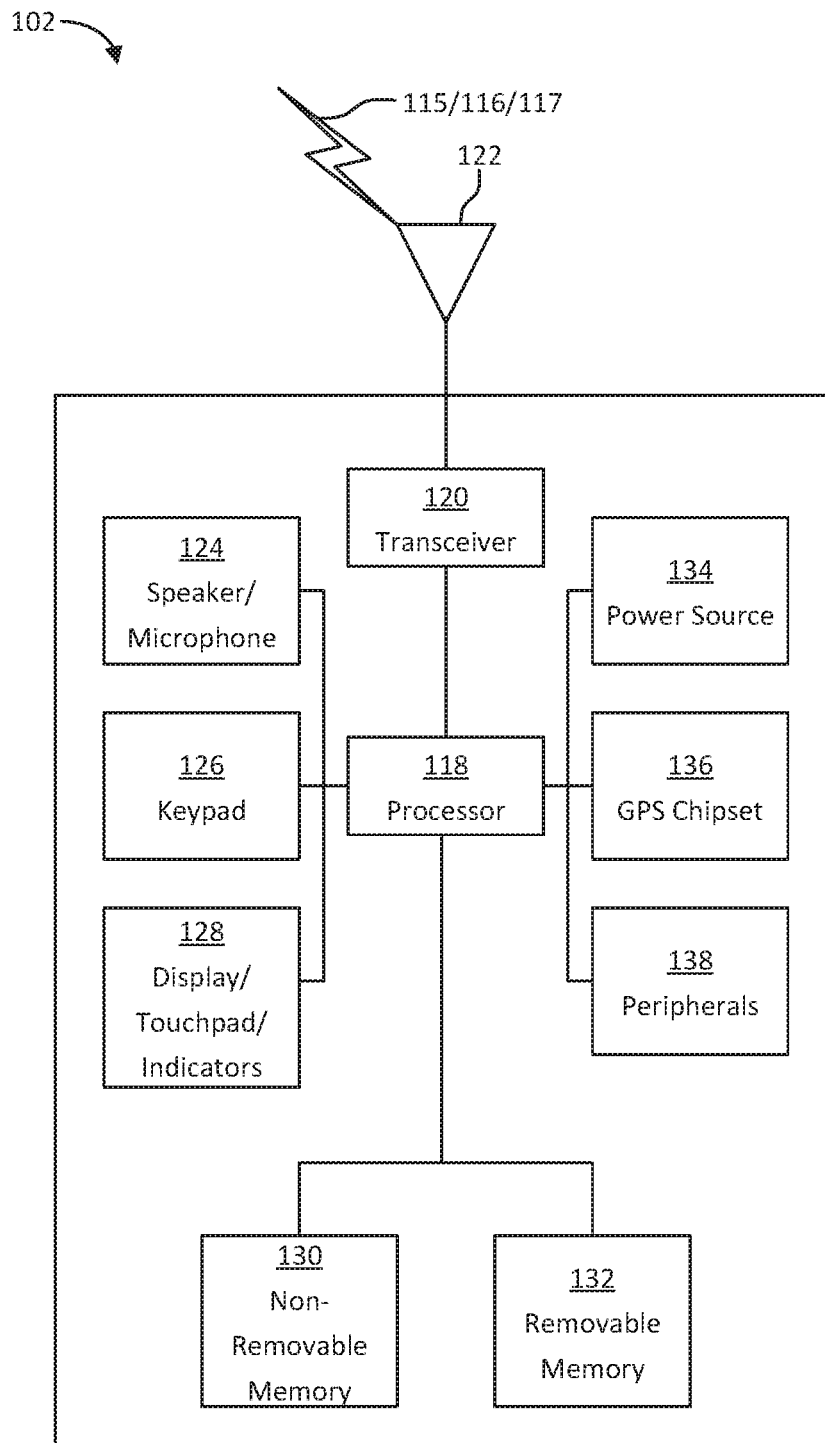 102
115/116/117
122
120
Transceiver
124
Speaker/
Microphone
134
Power Source
126
Keypad
118
Processor
136
GPS Chipset
128
Display/
Touchpad/
Indicators
138
Peripherals
130
Non-
Removable
Memory
132
Removable
Memory